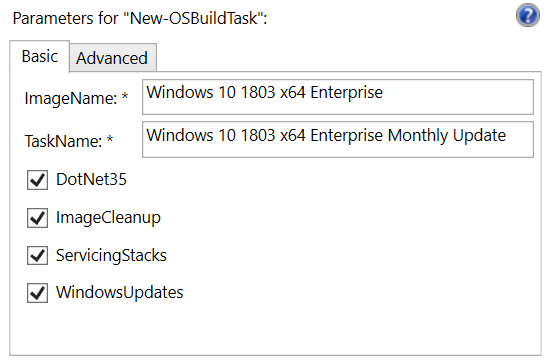 Parameters for "New-OSBuildTask":
?
Basic Advanced
ImageName: * Windows 10 1803 x64 Enterprise
TaskName: * Windows 10 1803 x64 Enterprise Monthly Update
DotNet35
ImageCleanup
ServicingStacks
WindowsUpdates